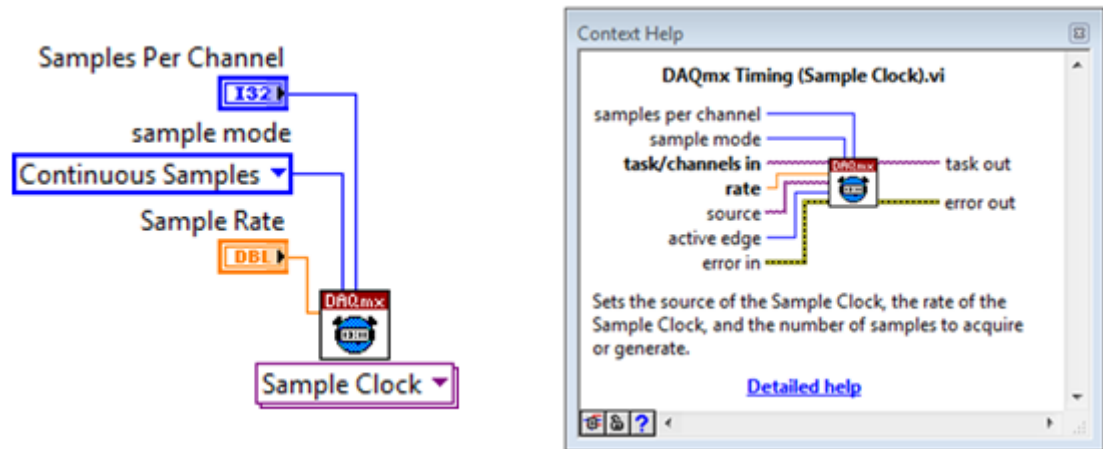 Samples Per Channel
I32
sample mode
Continuous Samples
Sample Rate
DBL
DAQmx
Sample Clock
Context Help
DAQmx Timing (Sample Clock).vi
samples per channel
sample mode
task/channels in
rate
source
active edge
error in
DAQmx
task out
error out
Sets the source of the Sample Clock, the rate of the
Sample Clock, and the number of samples to acquire
or generate.
Detailed help
?